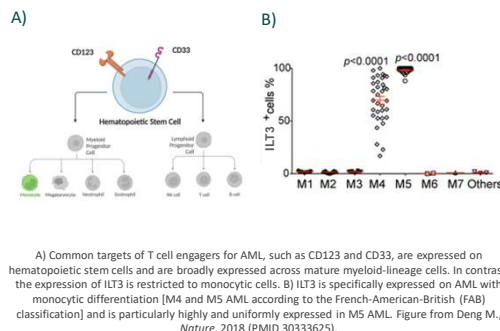 A)
B)
CD123
CD33
Hematopoietic Stem Cell
Myeloid
Progenitor
Cell
Lymphoid
Progenitor
Cell
Monocyte
Megakaryocyte
Neutrophil
Eosinophil
NK cell
T cell
B cell
p<0.0001
p<0.0001
ILT3 +cells %
100
50
0
M1 M2 M3 M4 M5 M6 M7 Others
A) Common targets of T cell engagers for AML, such as CD123 and CD33, are expressed on
hematopoietic stem cells and are broadly expressed across mature myeloid-lineage cells. In contras
the expression of ILT3 is restricted to monocytic cells. B) ILT3 is specifically expressed on AML with
monocytic differentiation [M4 and M5 AML according to the French-American-British (FAB)
classification] and is particularly highly and uniformly expressed in M5 AML. Figure from Deng M.,
Nature, 2018 (PMID 30333625).